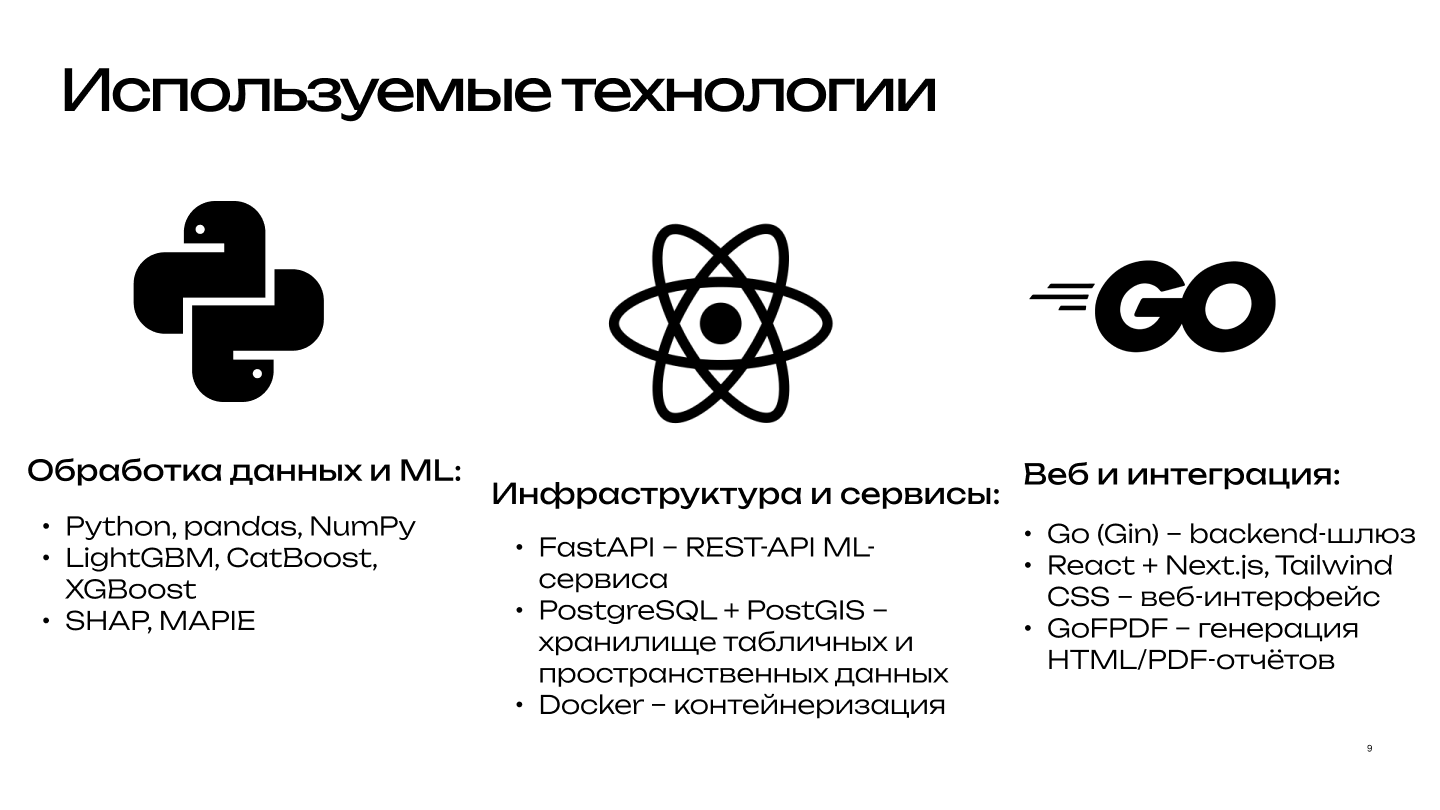 Используемые технологии
GO
Обработка данных и ML:
• Python, pandas, NumPy
• LightGBM, CatBoost,
XGBoost
• SHAP, MAPIE
Инфраструктура и сервисы:
• FastAPI – REST-API ML-
сервиса
• PostgreSQL + PostGIS –
хранилище табличных и
пространственных данных
• Docker – контейнеризация
Веб и интеграция:
• Go (Gin) – backend-шлюз
• React + Next.js, Tailwind
CSS – веб-интерфейс
• GoFPDF – генерация
HTML/PDF-отчётов
9